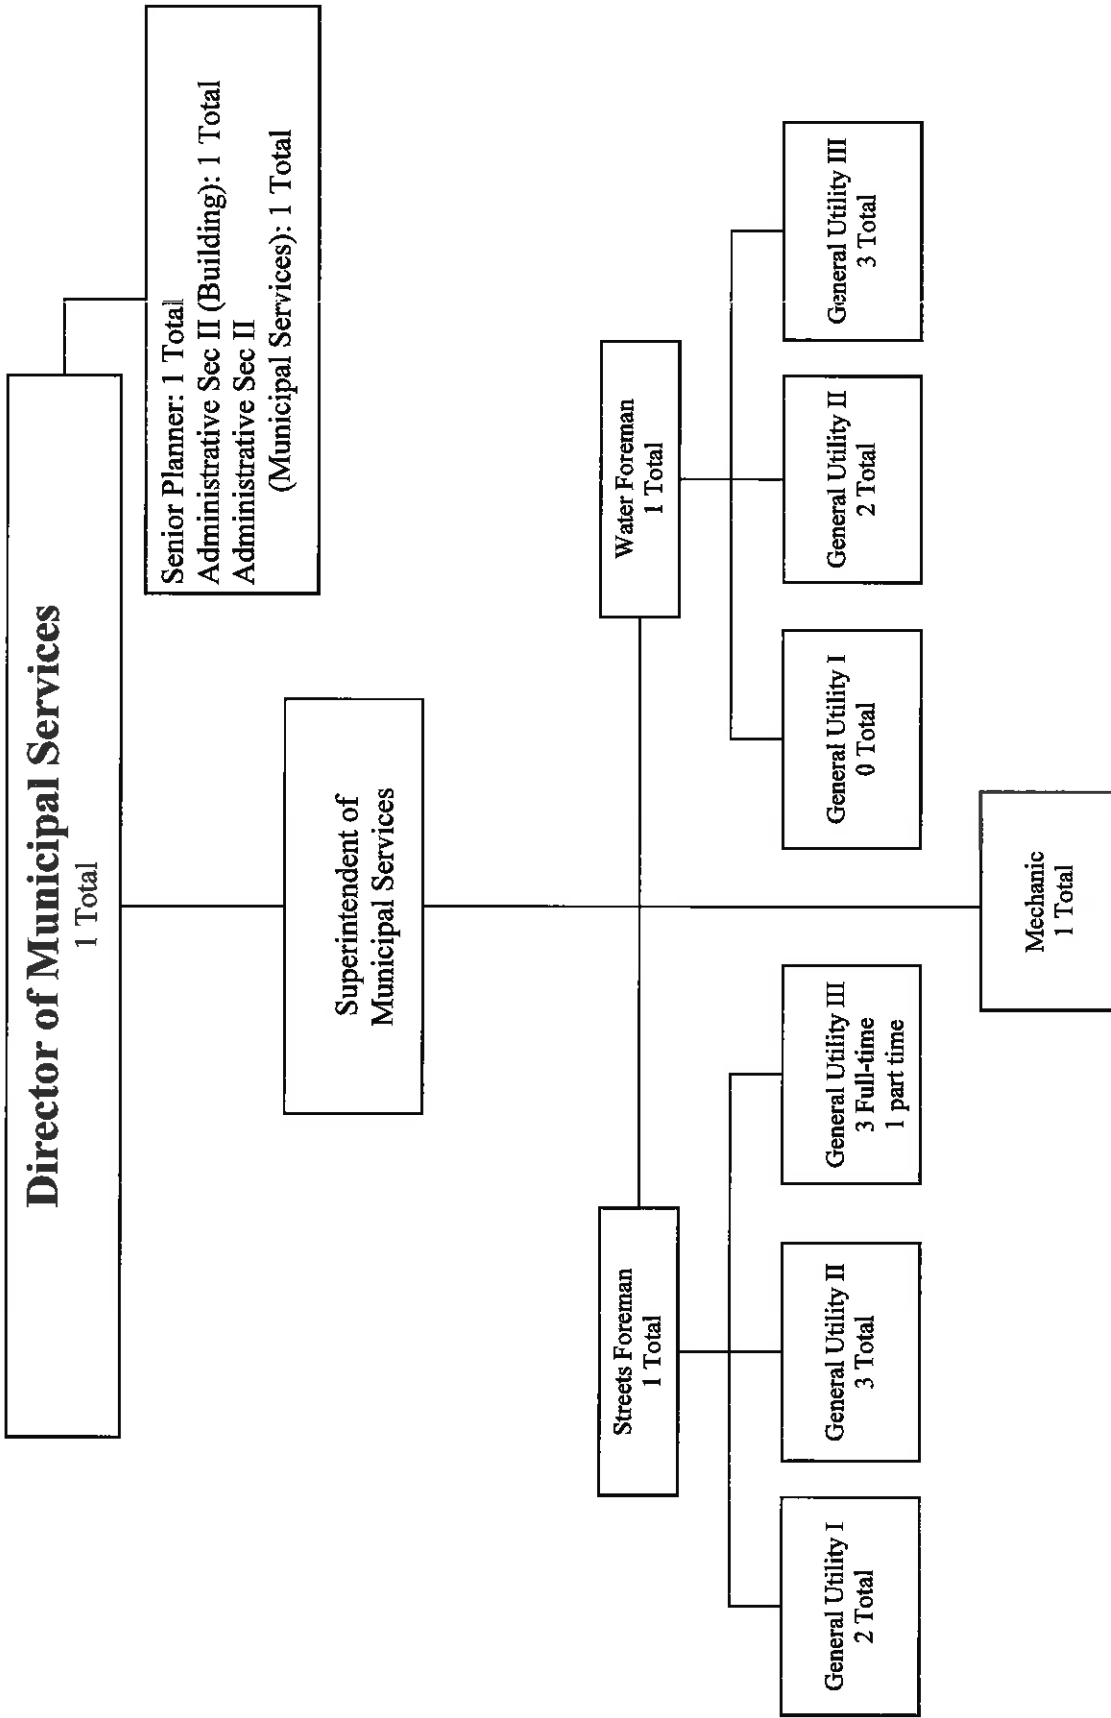 Director of Municipal Services
1 Total
Senior Planner: 1 Total
Administrative Sec II (Building): 1 Total
Administrative Sec II
(Municipal Services): 1 Total
Superintendent of
Municipal Services
Streets Foreman
1 Total
Water Foreman
1 Total
General Utility I
2 Total
General Utility II
3 Total
General Utility III
3 Full-time
1 part time
General Utility I
0 Total
General Utility II
2 Total
General Utility III
3 Total
Mechanic
1 Total